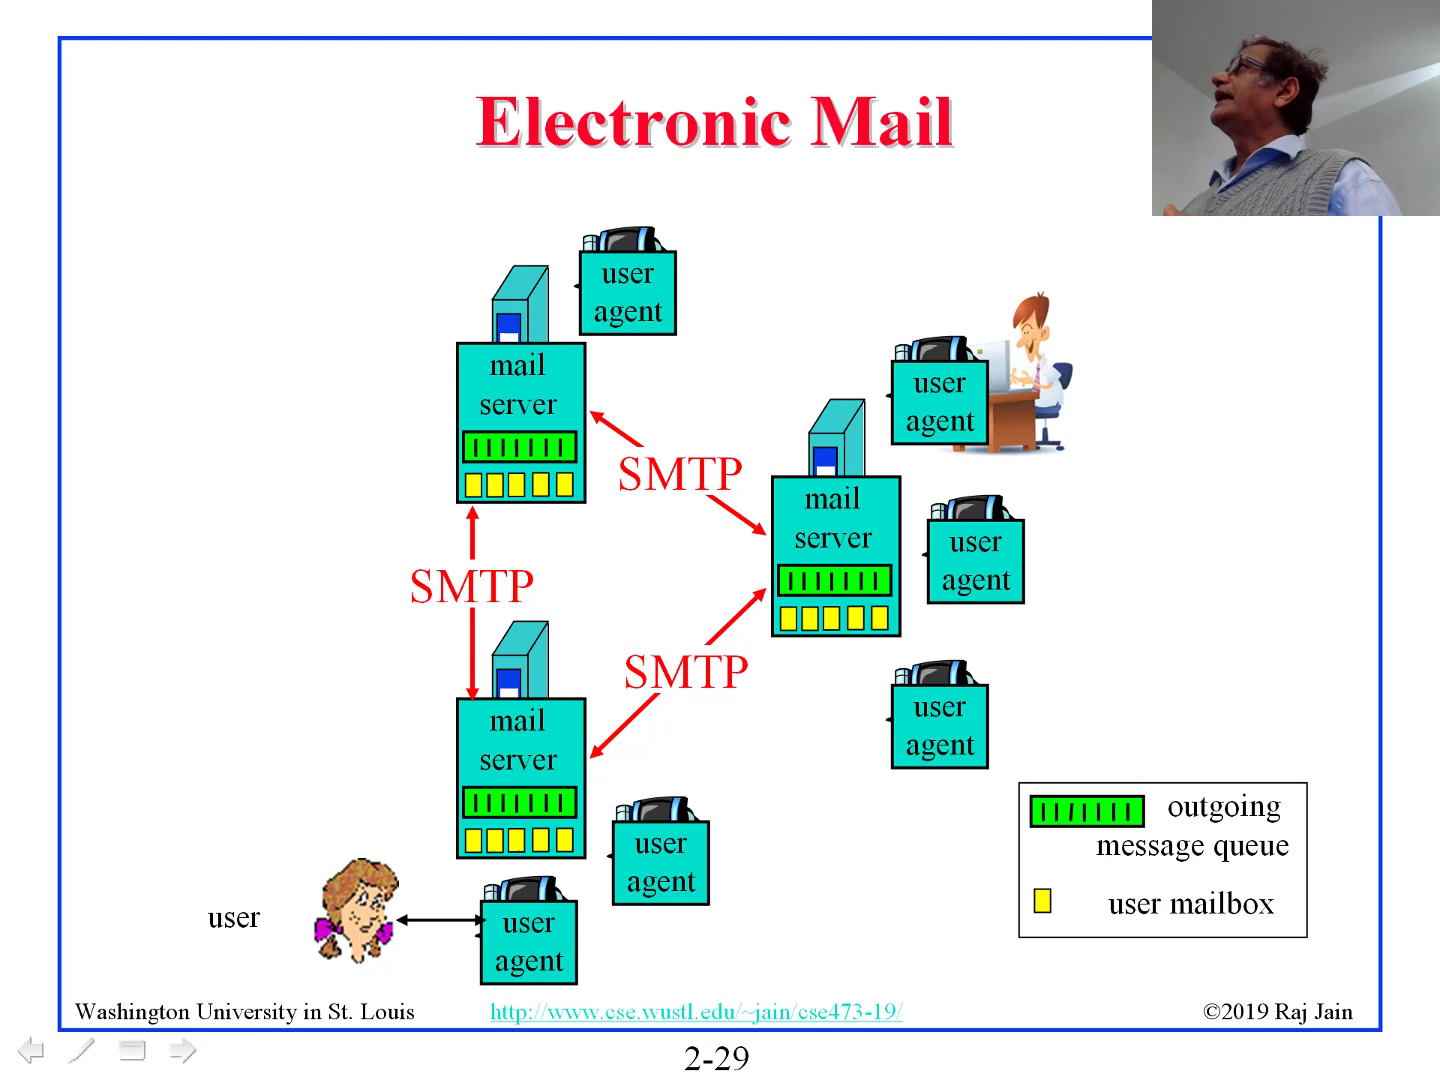 Electronic Mail
user
agent
mail
server
user
agent
SMTP
mail
server
user
agent
SMTP
SMTP
mail
server
user
agent
outgoing
message queue
user mailbox
user
agent
user
user
agent
Washington University in St. Louis
http://www.cse.wustl.edu/~jain/cse473-19/
©2019 Raj Jain
2-29